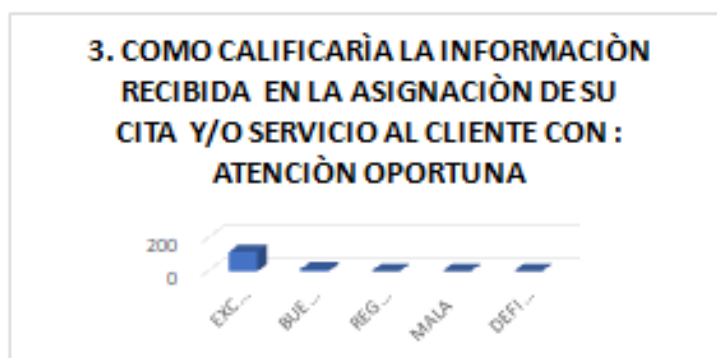 3. COMO CALIFICARÌA LA INFORMACIÒN
RECIBIDA EN LA ASIGNACIÒN DE SU
CITA Y/O SERVICIO AL CLIENTE CON :
ATENCIÒN OPORTUNA
200
0
EXC...
BUE...
REG...
MALA
DEFI...